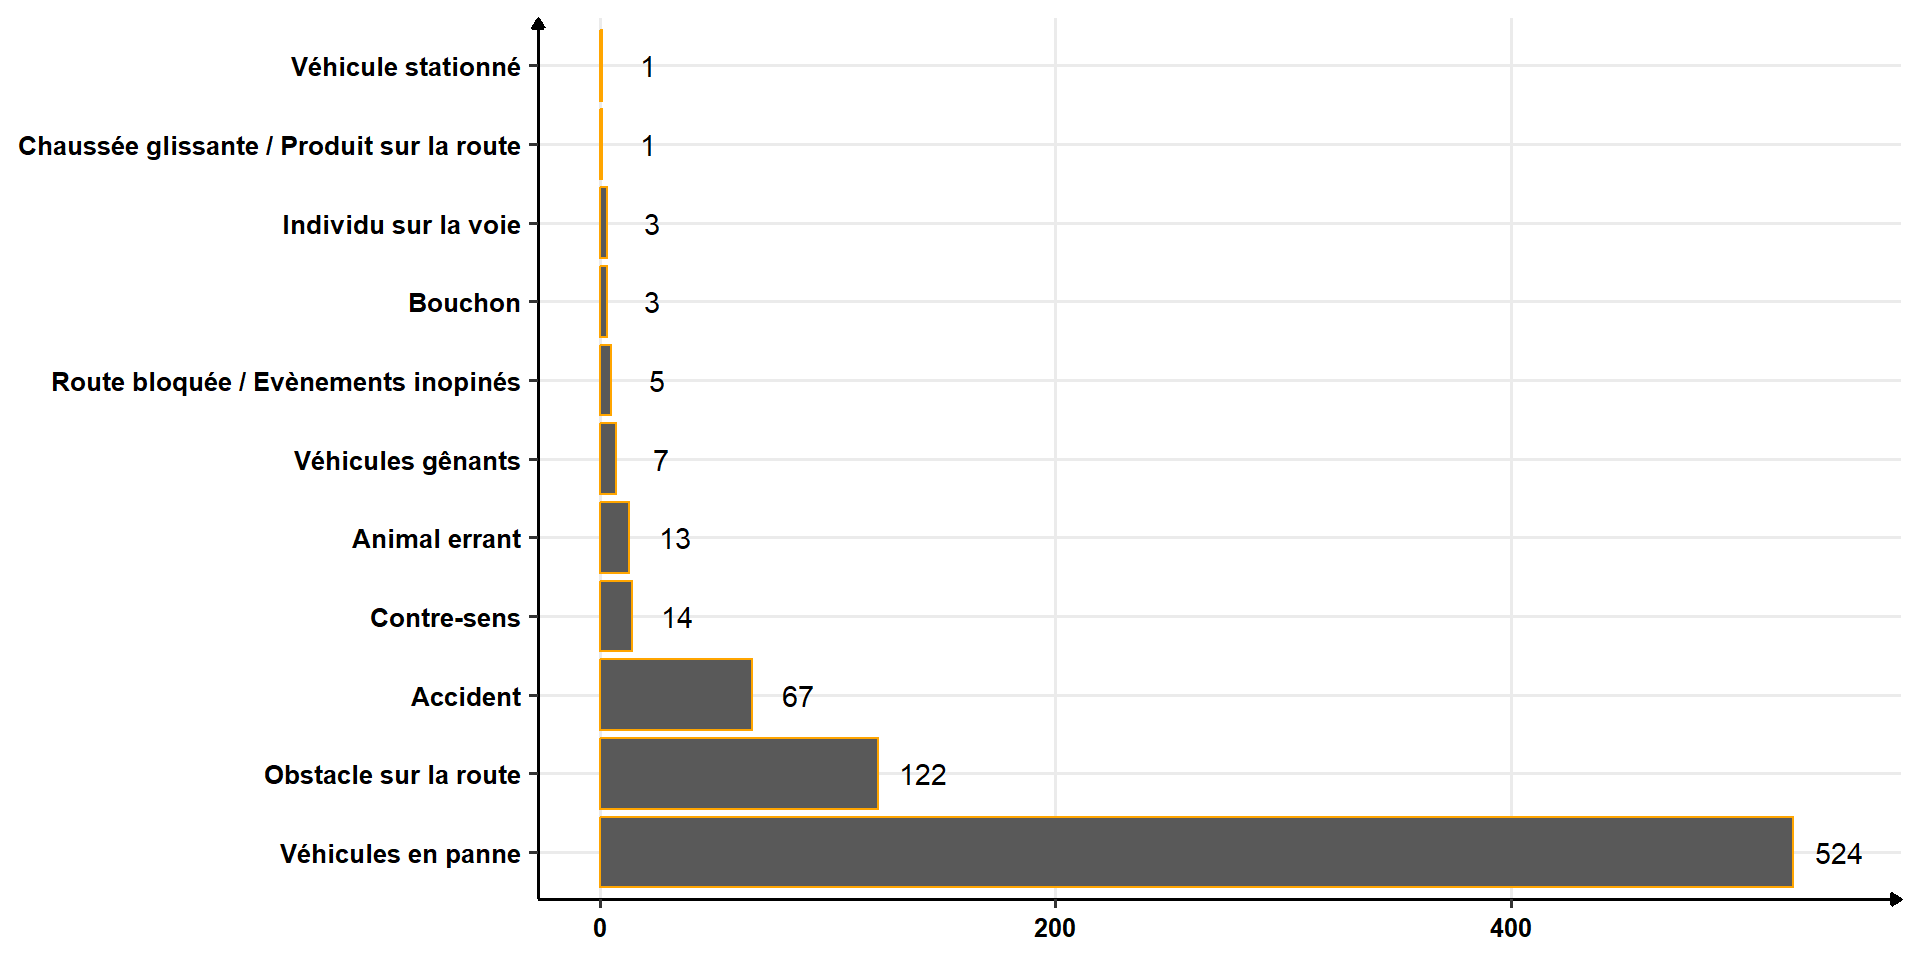 Véhicule stationné 1
Chaussée glissante / Produit sur la route 1
Individu sur la voie 3
Bouchon 3
Route bloquée / Evènements inopinés 5
Véhicules gênants 7
Animal errant 13
Contre-sens 14
Accident 67
Obstacle sur la route 122
Véhicules en panne 524
0 200 400